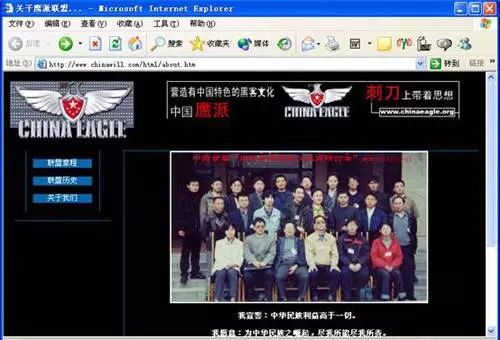 关于鹰派联盟... - Microsoft Internet Explorer
文件(F) 编辑(E) 查看(V) 收藏(A) 工具(T) 帮助(H)
后退 搜索 收藏夹 媒体
地址(D) http://www.chinawill.com/html/about.htm 转到 链接 »
CHINA EAGLE
营造有中国特色的黑客文化
中国 鹰派
CHINA EAGLE
刺刀上带着思想
www.chinaeagle.org
联盟章程
联盟历史
关于我们
我宣誓：中华民族利益高于一切。
我愿意：为中华民族之崛起，尽我所能尽我所责。